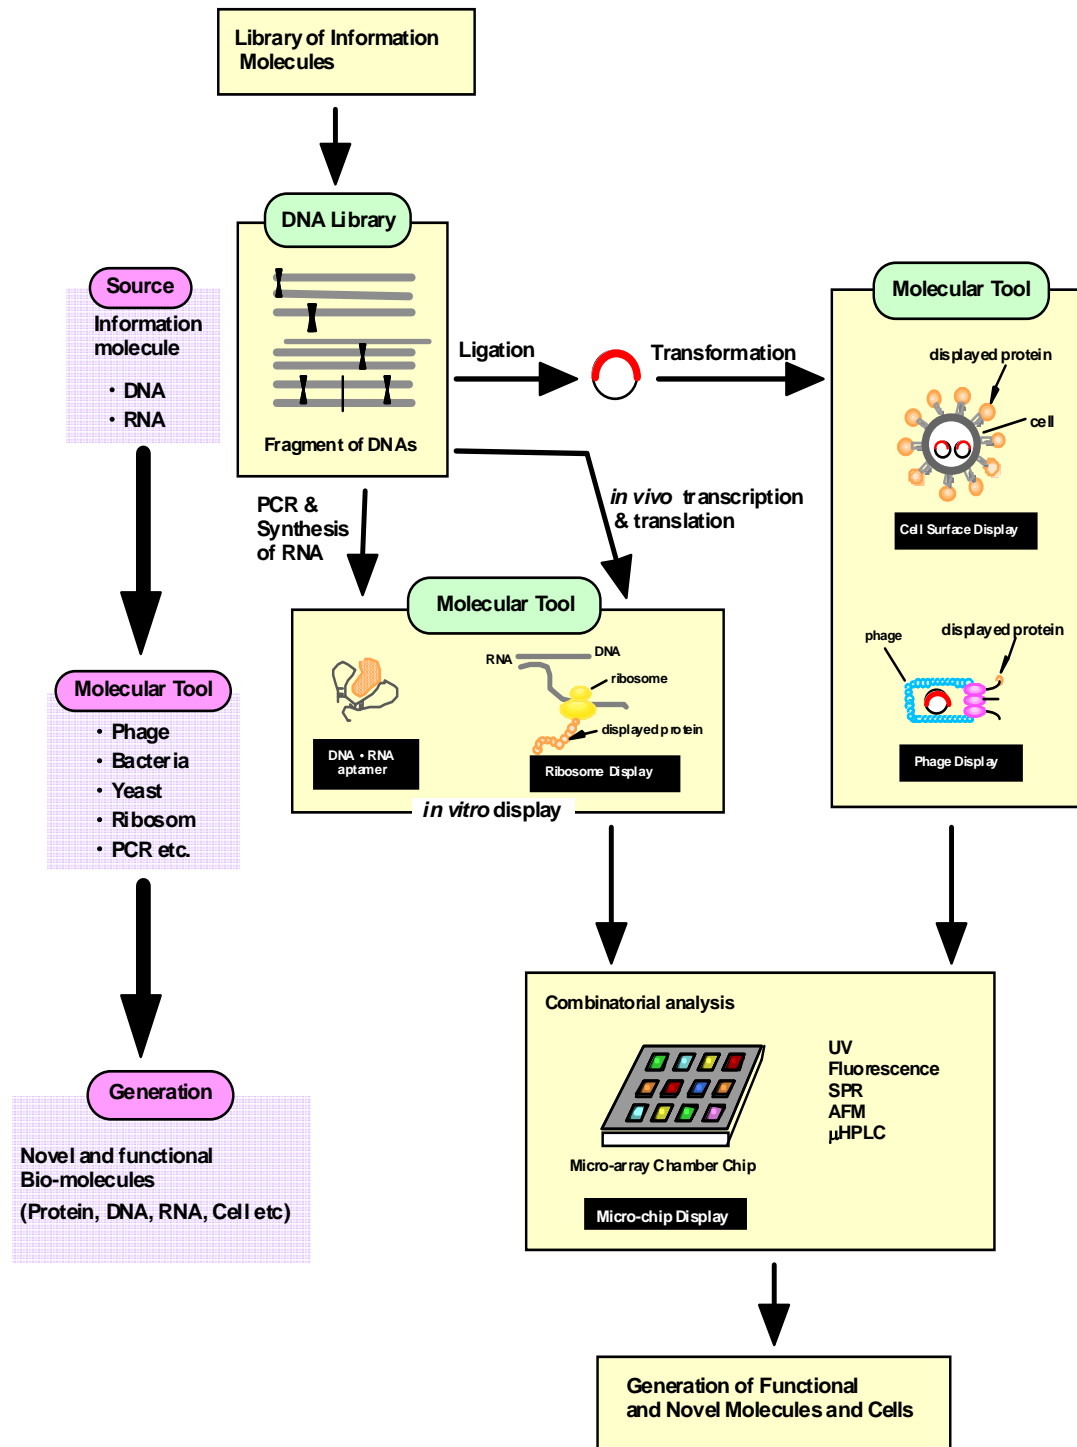 Library of Information
Molecules
DNA Library
Fragment of DNAs
Source
Information
molecule
・ DNA
・ RNA
Ligation
Transformation
Molecular Tool
displayed protein
cell
Cell Surface Display
phage
displayed protein
Phage Display
PCR &
Synthesis
of RNA
in vivo transcription
& translation
Molecular Tool
RNA
DNA
ribosome
displayed protein
DNA・RNA
aptamer
Ribosome Display
in vitro display
Molecular Tool
・ Phage
・ Bacteria
・ Yeast
・ Ribosom
・ PCR etc.
Combinatorial analysis
UV
Fluorescence
SPR
AFM
μHPLC
Micro-array Chamber Chip
Micro-chip Display
Generation
Novel and functional
Bio-molecules
(Protein, DNA, RNA, Cell etc)
Generation of Functional
and Novel Molecules and Cells